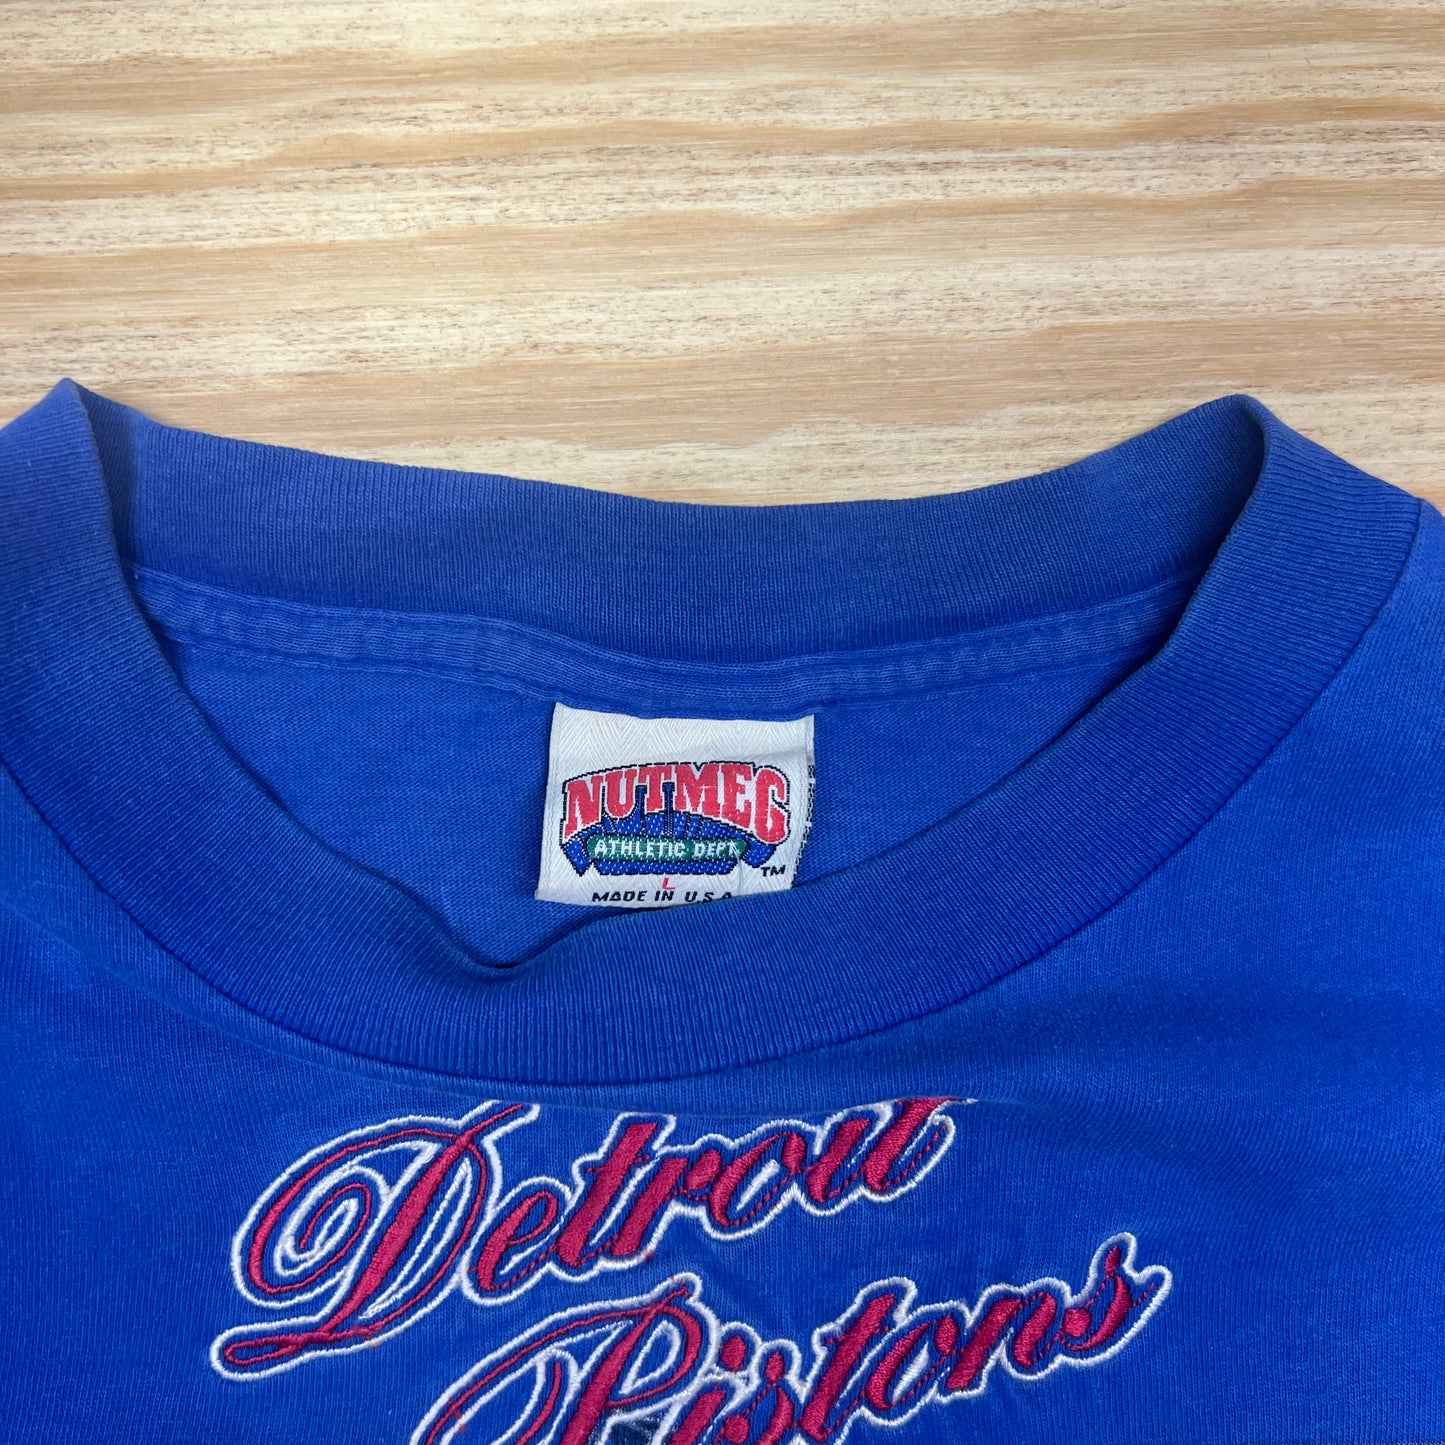 NUTMEG
ATHLETIC DEPT.
TM
L
MADE IN U.S.A.
Detroit
Pistons